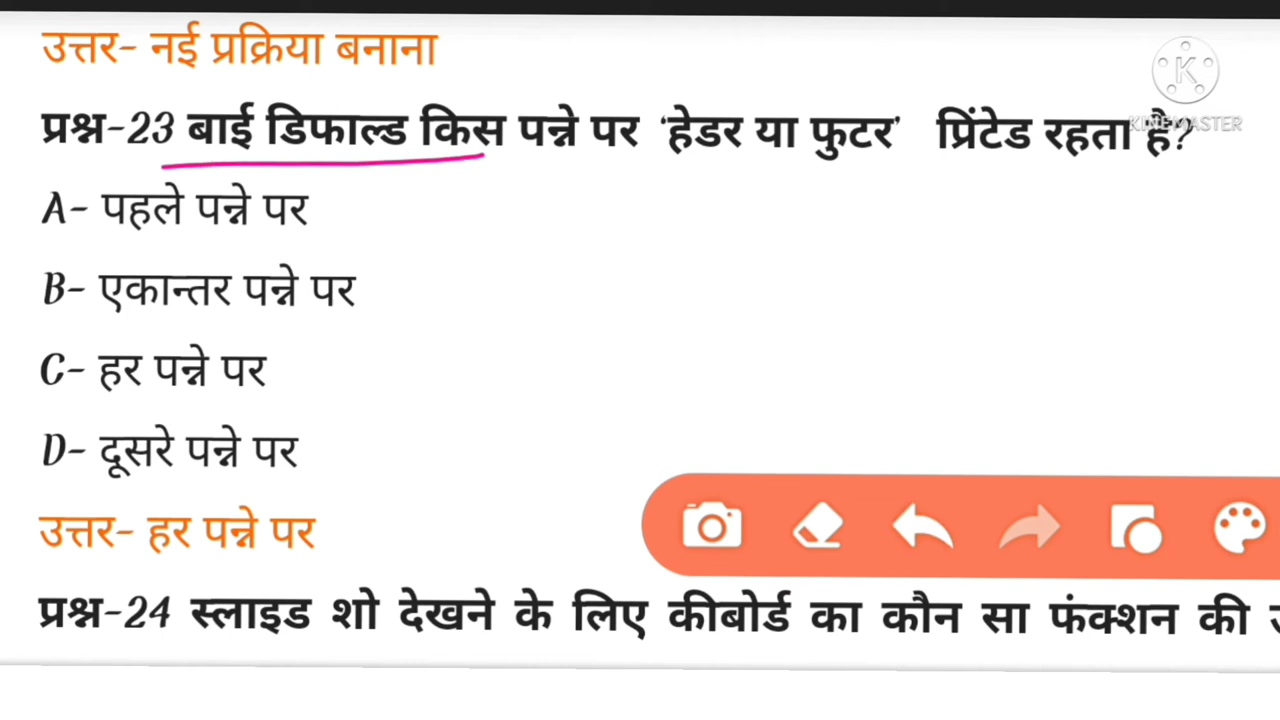 उत्तर- नई प्रक्रिया बनाना
प्रश्न-23 बाई डिफाल्ड किस पन्ने पर 'हेडर या फुटर' प्रिंटेड रहता है?
KINEMASTER
A- पहले पन्ने पर
B- एकान्तर पन्ने पर
C- हर पन्ने पर
D- दूसरे पन्ने पर
उत्तर- हर पन्ने पर
प्रश्न-24 स्लाइड शो देखने के लिए कीबोर्ड का कौन सा फंक्शन की